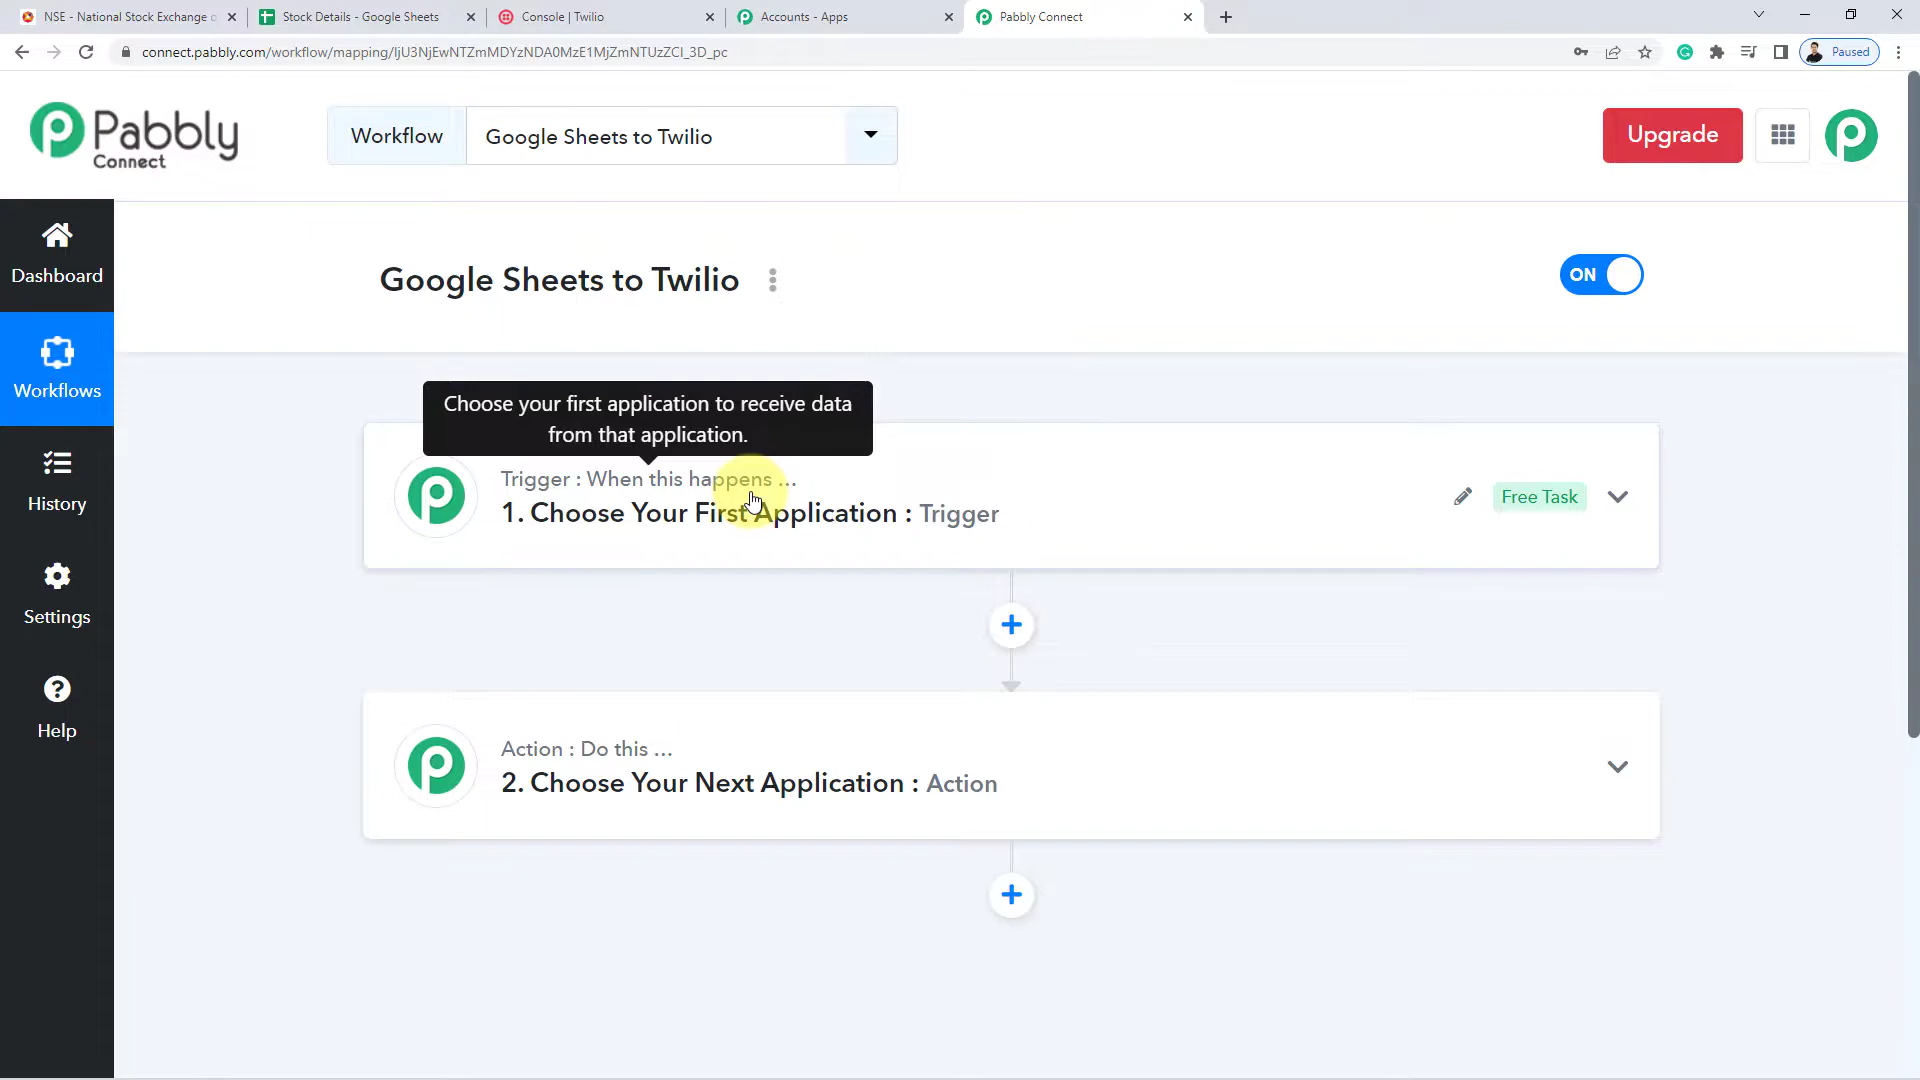 NSE - National Stock Exchange o
Stock Details - Google Sheets
Console | Twilio
Accounts - Apps
Pabbly Connect
connect.pabbly.com/workflow/mapping/IjU3NjEwNTZmMDYzNDA0MzE1MjZmNTUzZCI_3D_pc
Paused
Pabbly
Connect
Workflow
Google Sheets to Twilio
Upgrade
Dashboard
Workflows
History
Settings
Help
Google Sheets to Twilio
ON
Choose your first application to receive data
from that application.
Trigger : When this happens ...
1. Choose Your First Application : Trigger
Free Task
Action : Do this ...
2. Choose Your Next Application : Action